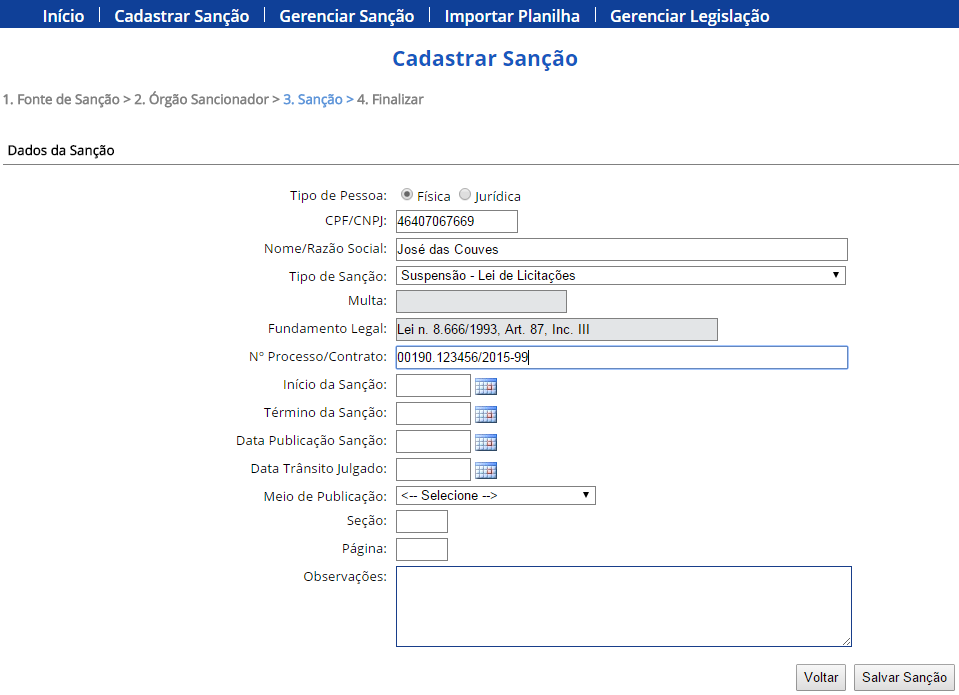 Início | Cadastrar Sanção | Gerenciar Sanção | Importar Planilha | Gerenciar Legislação
Cadastrar Sanção
1. Fonte de Sanção > 2. Órgão Sancionador > 3. Sanção > 4. Finalizar
Dados da Sanção
Tipo de Pessoa: Física Jurídica
CPF/CNPJ: 46407067669
Nome/Razão Social: José das Couves
Tipo de Sanção: Suspensão - Lei de Licitações
Multa:
Fundamento Legal: Lei n. 8.666/1993, Art. 87, Inc. III
Nº Processo/Contrato: 00190.123456/2015-99
Início da Sanção:
Término da Sanção:
Data Publicação Sanção:
Data Trânsito Julgado:
Meio de Publicação: <-- Selecione -->
Seção:
Página:
Observações:
Voltar Salvar Sanção